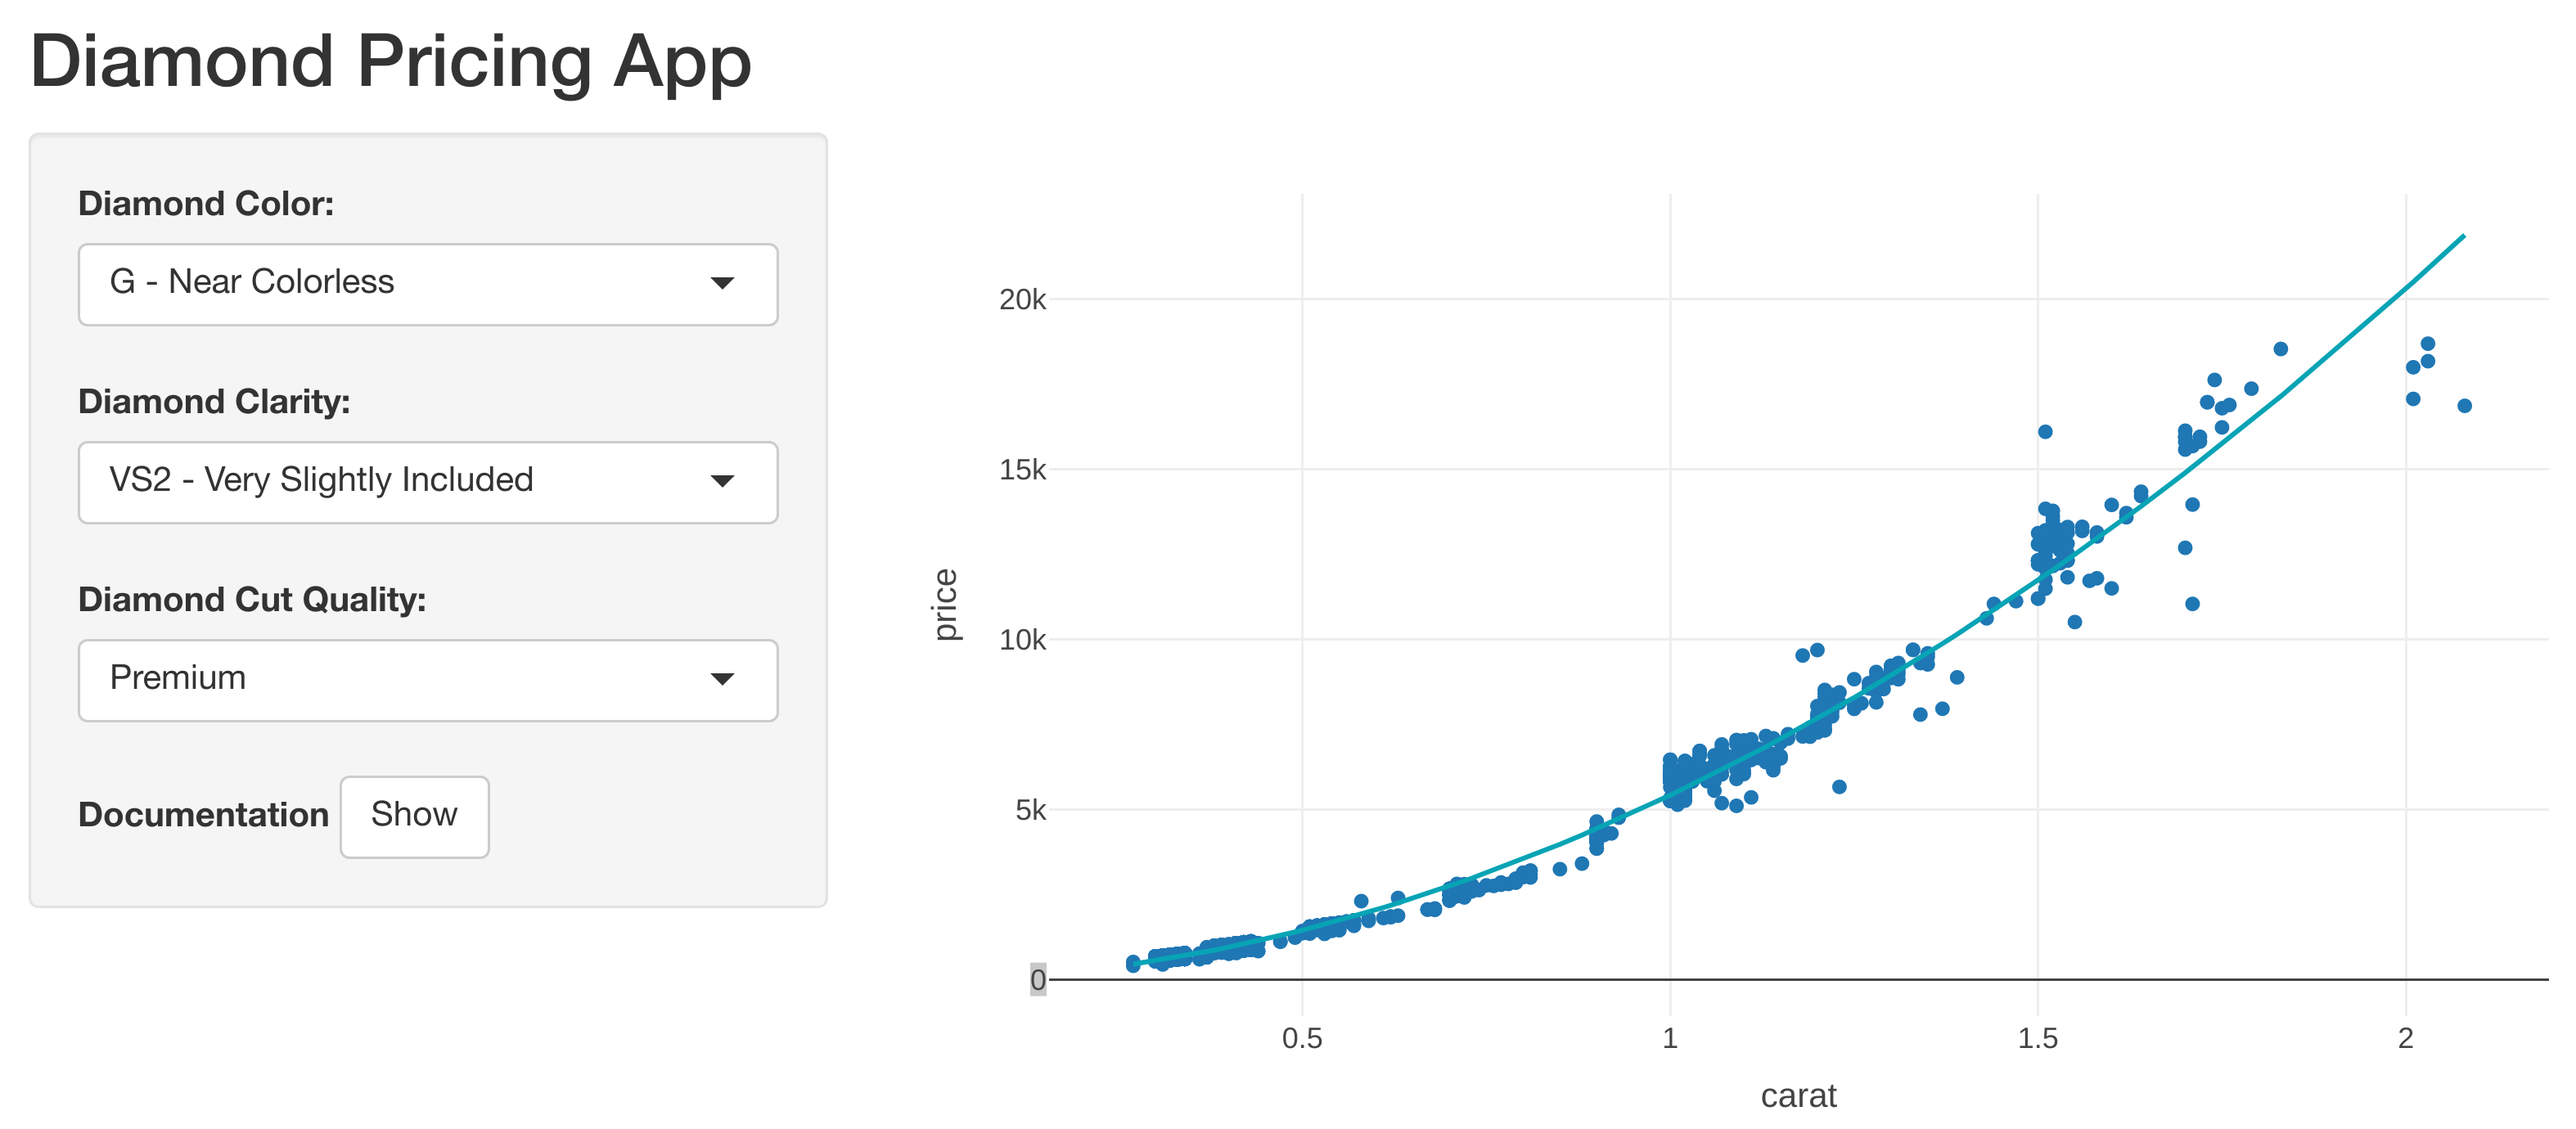 Diamond Pricing App
Diamond Color:
G - Near Colorless
Diamond Clarity:
VS2 - Very Slightly Included
Diamond Cut Quality:
Premium
Documentation Show
20k
15k
10k
5k
0
price
0.5 1 1.5 2
carat